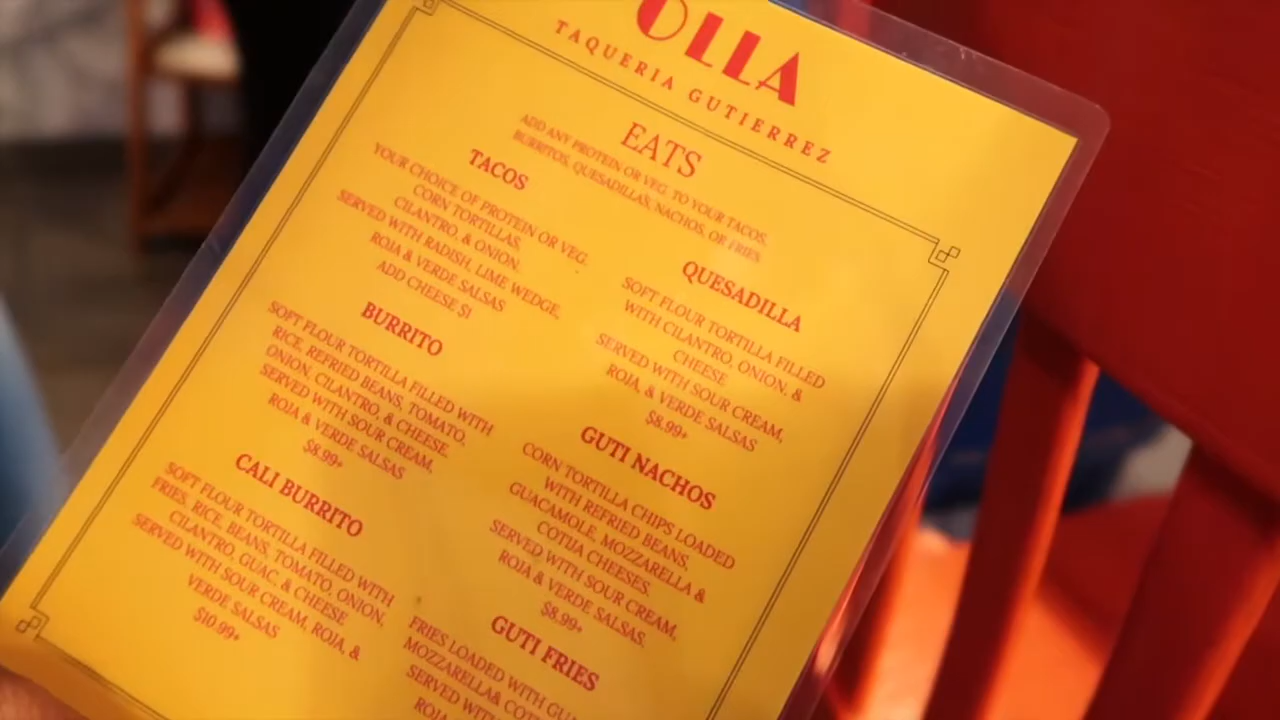 OLLA
TAQUERIA GUTIERREZ
EATS
ADD ANY PROTEIN OR VEG. TO YOUR TACOS,
BURRITOS, QUESADILLAS, NACHOS, OR FRIES
TACOS
YOUR CHOICE OF PROTEIN OR VEG.
CORN TORTILLAS,
CILANTRO, & ONION.
SERVED WITH RADISH, LIME WEDGE,
ROJA & VERDE SALSAS
ADD CHEESE $1
BURRITO
SOFT FLOUR TORTILLA FILLED WITH
RICE, REFRIED BEANS, TOMATO,
ONION, CILANTRO, & CHEESE.
SERVED WITH SOUR CREAM,
ROJA & VERDE SALSAS
$8.99+
CALI BURRITO
SOFT FLOUR TORTILLA FILLED WITH
FRIES, RICE, BEANS, TOMATO, ONION,
CILANTRO, GUAC, & CHEESE
SERVED WITH SOUR CREAM, ROJA, &
VERDE SALSAS
$10.99+
QUESADILLA
SOFT FLOUR TORTILLA FILLED
WITH CILANTRO, ONION, &
CHEESE
SERVED WITH SOUR CREAM,
ROJA, & VERDE SALSAS
$8.99+
GUTI NACHOS
CORN TORTILLA CHIPS LOADED
WITH REFRIED BEANS,
GUACAMOLE, MOZZARELLA &
COTIJA CHEESES.
SERVED WITH SOUR CREAM,
ROJA & VERDE SALSAS.
$8.99+
GUTI FRIES
FRIES LOADED WITH
MOZZARELLA &
SERVED WITH